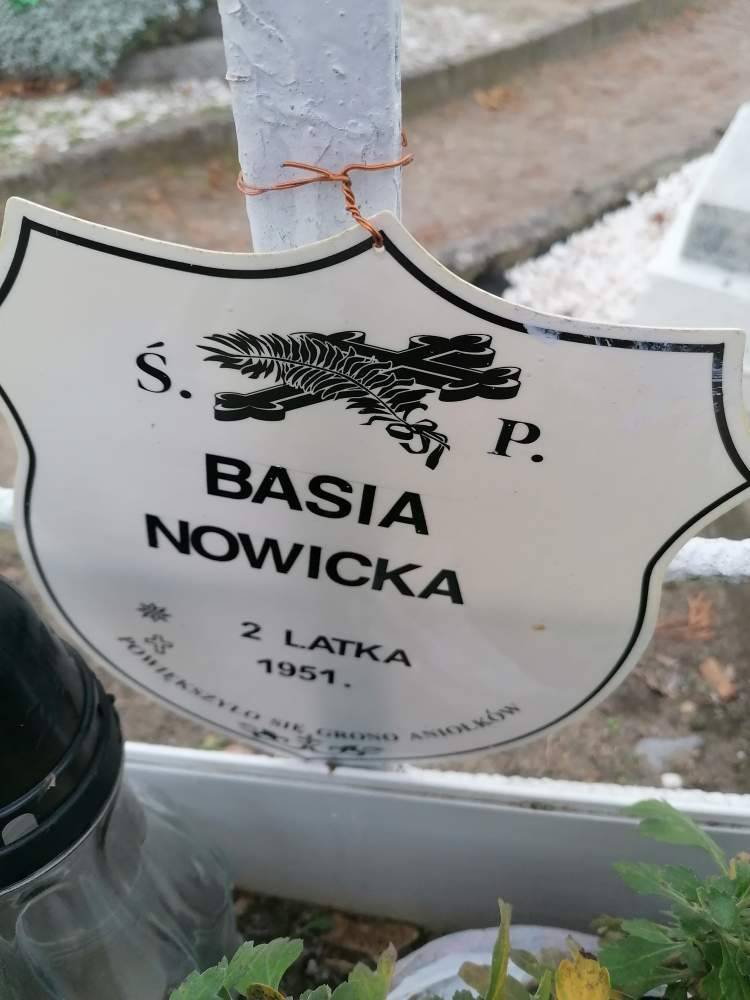 Ś. P.
BASIA
NOWICKA
2 LATKA
1951.
POWIĘKSZYŁO SIĘ GRONO ANIOŁKÓW